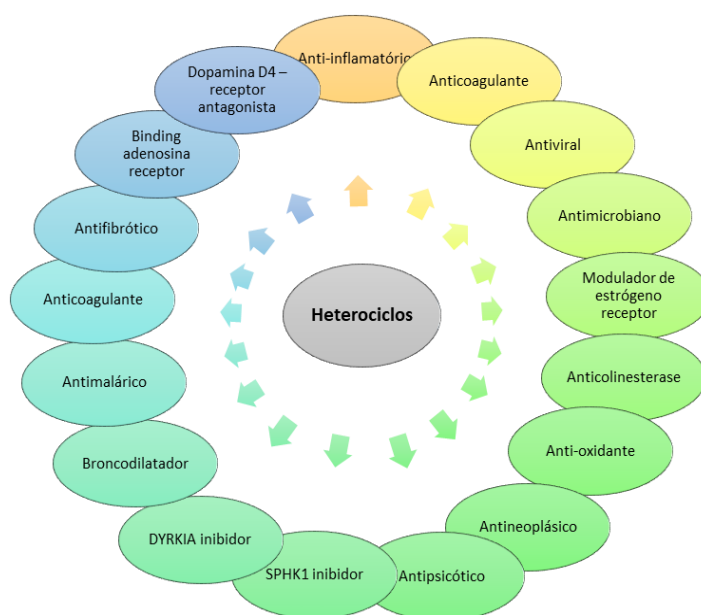 Anti-inflamatório
Anticoagulante
Antiviral
Antimicrobiano
Modulador de
estrógeno
receptor
Anticolinesterase
Anti-oxidante
Antineoplásico
Antipsicótico
SPHK1 inibidor
DYRKIA inibidor
Broncodilatador
Antimalárico
Anticoagulante
Antifibrótico
Binding
adenosina
receptor
Dopamina D4 –
receptor
antagonista
Heterociclos